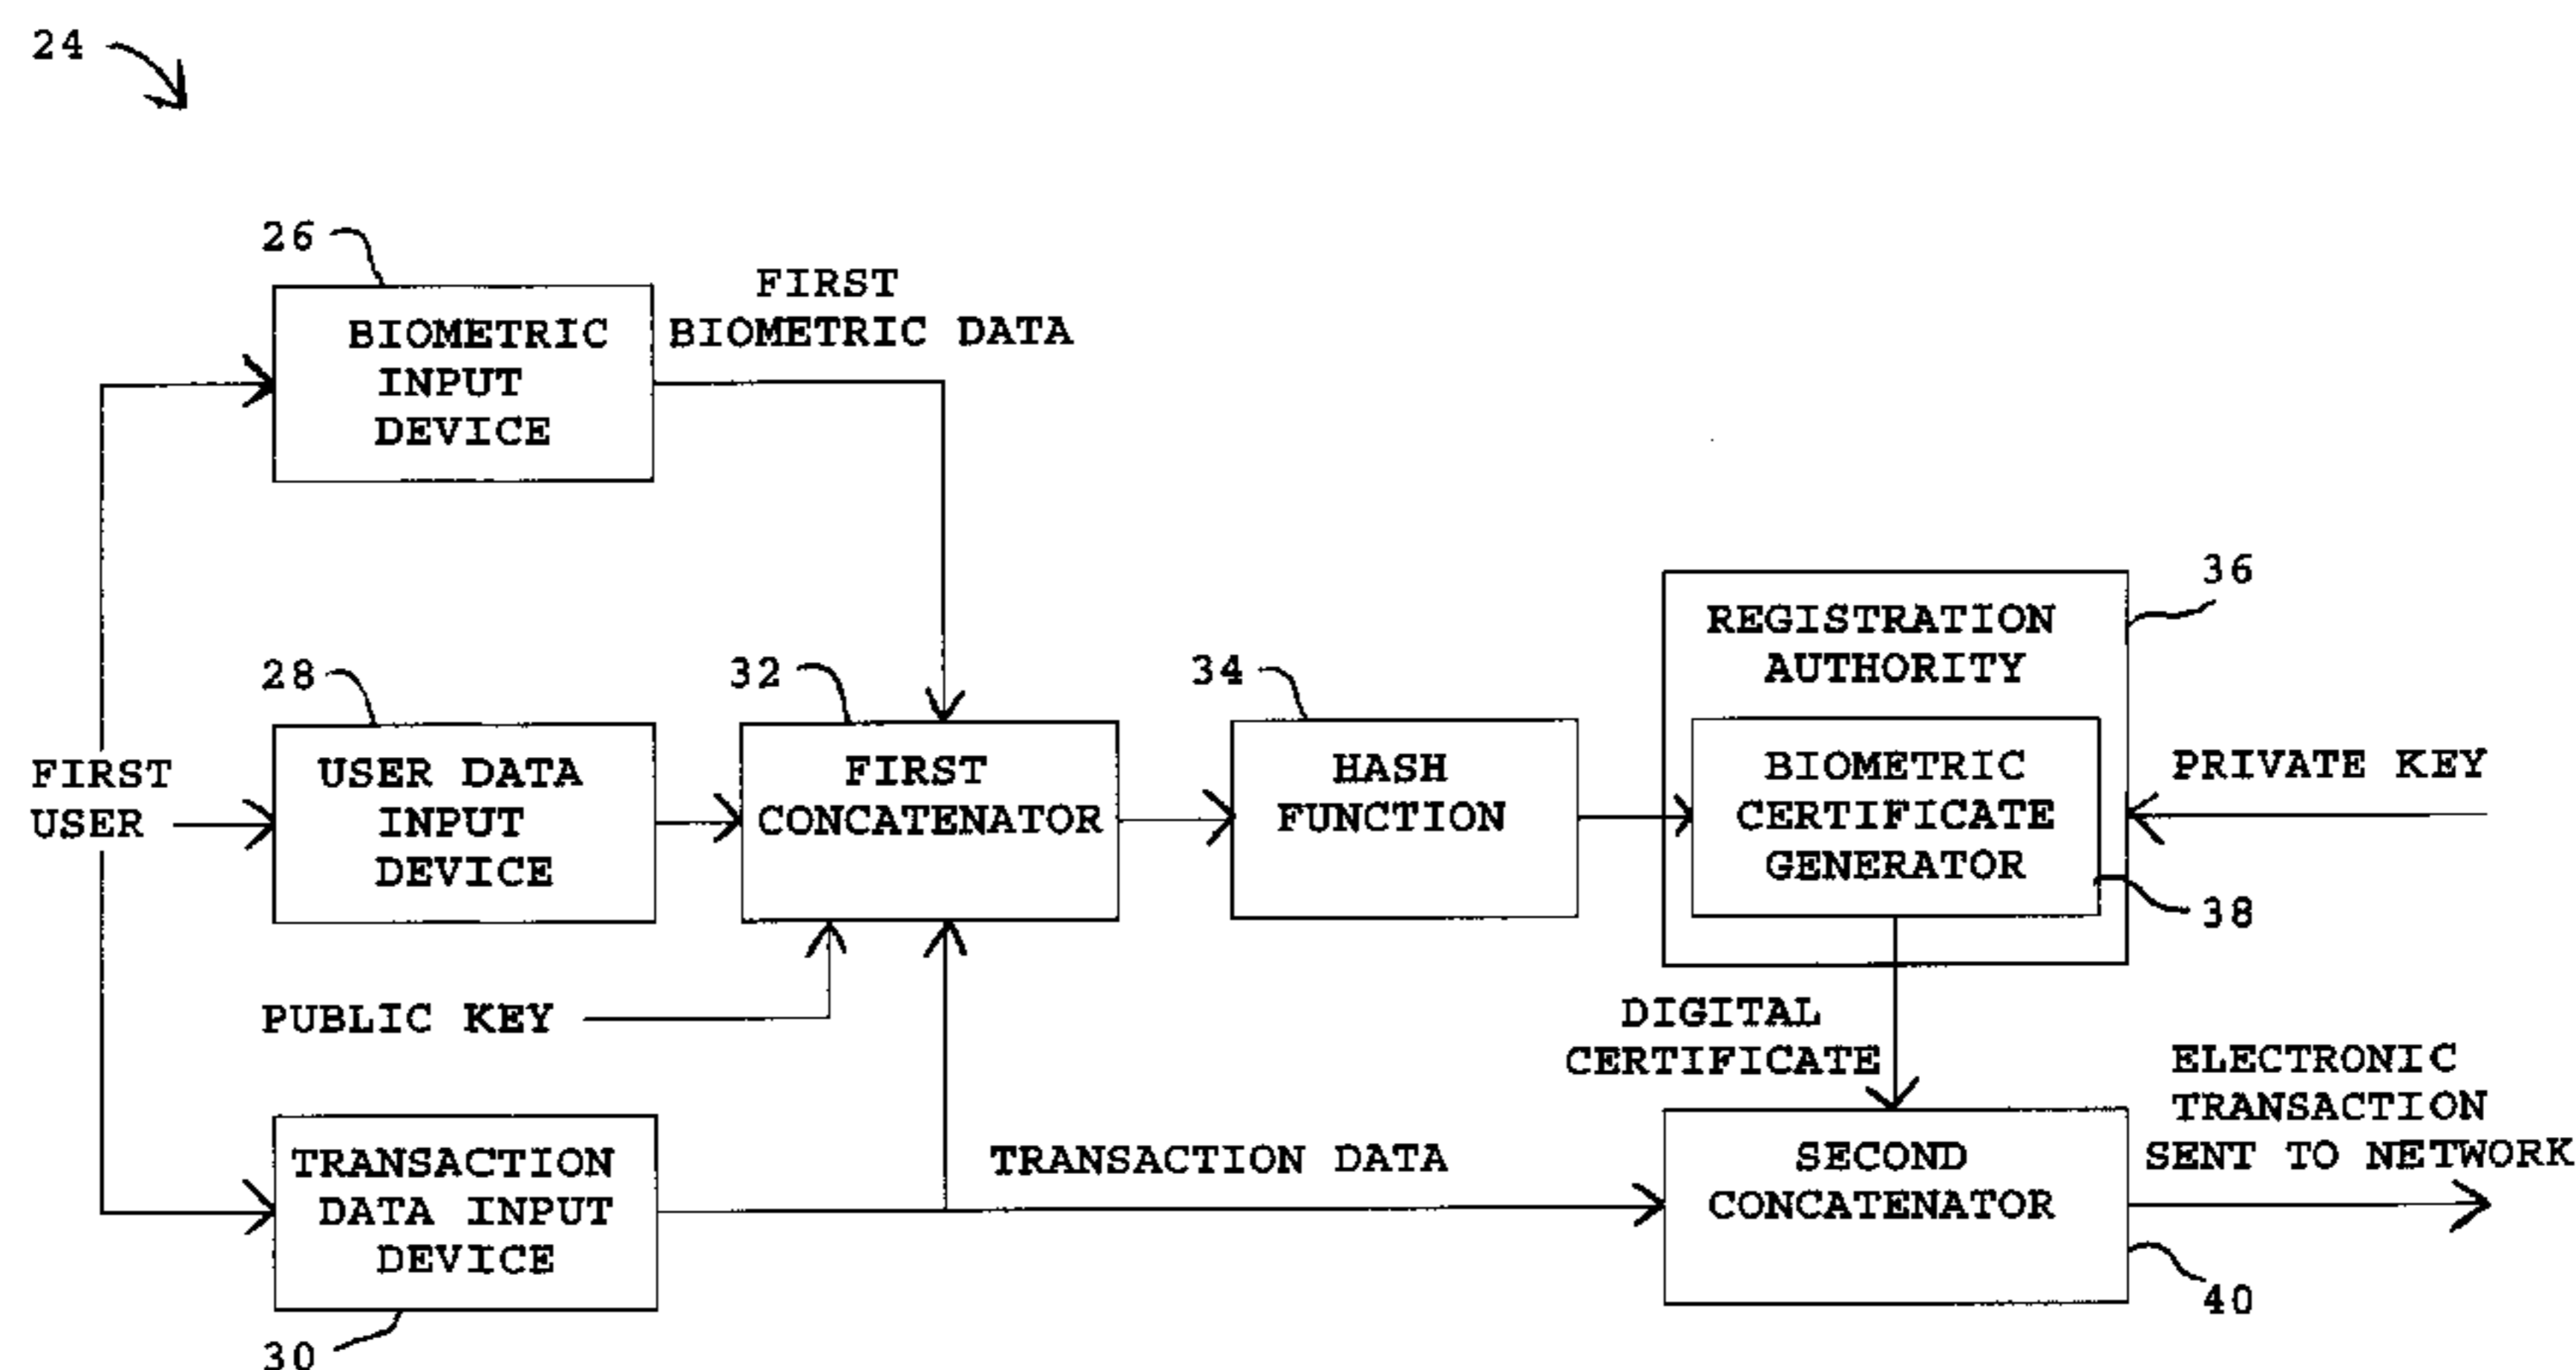 24
26
FIRST
BIOMETRIC DATA
BIOMETRIC
INPUT
DEVICE
36
REGISTRATION
AUTHORITY
28
32
34
FIRST
USER
USER DATA
INPUT
DEVICE
FIRST
CONCATENATOR
HASH
FUNCTION
BIOMETRIC
CERTIFICATE
GENERATOR
PRIVATE KEY
38
PUBLIC KEY
DIGITAL
CERTIFICATE
ELECTRONIC
TRANSACTION
SENT TO NETWORK
TRANSACTION
DATA INPUT
DEVICE
TRANSACTION DATA
SECOND
CONCATENATOR
40
30